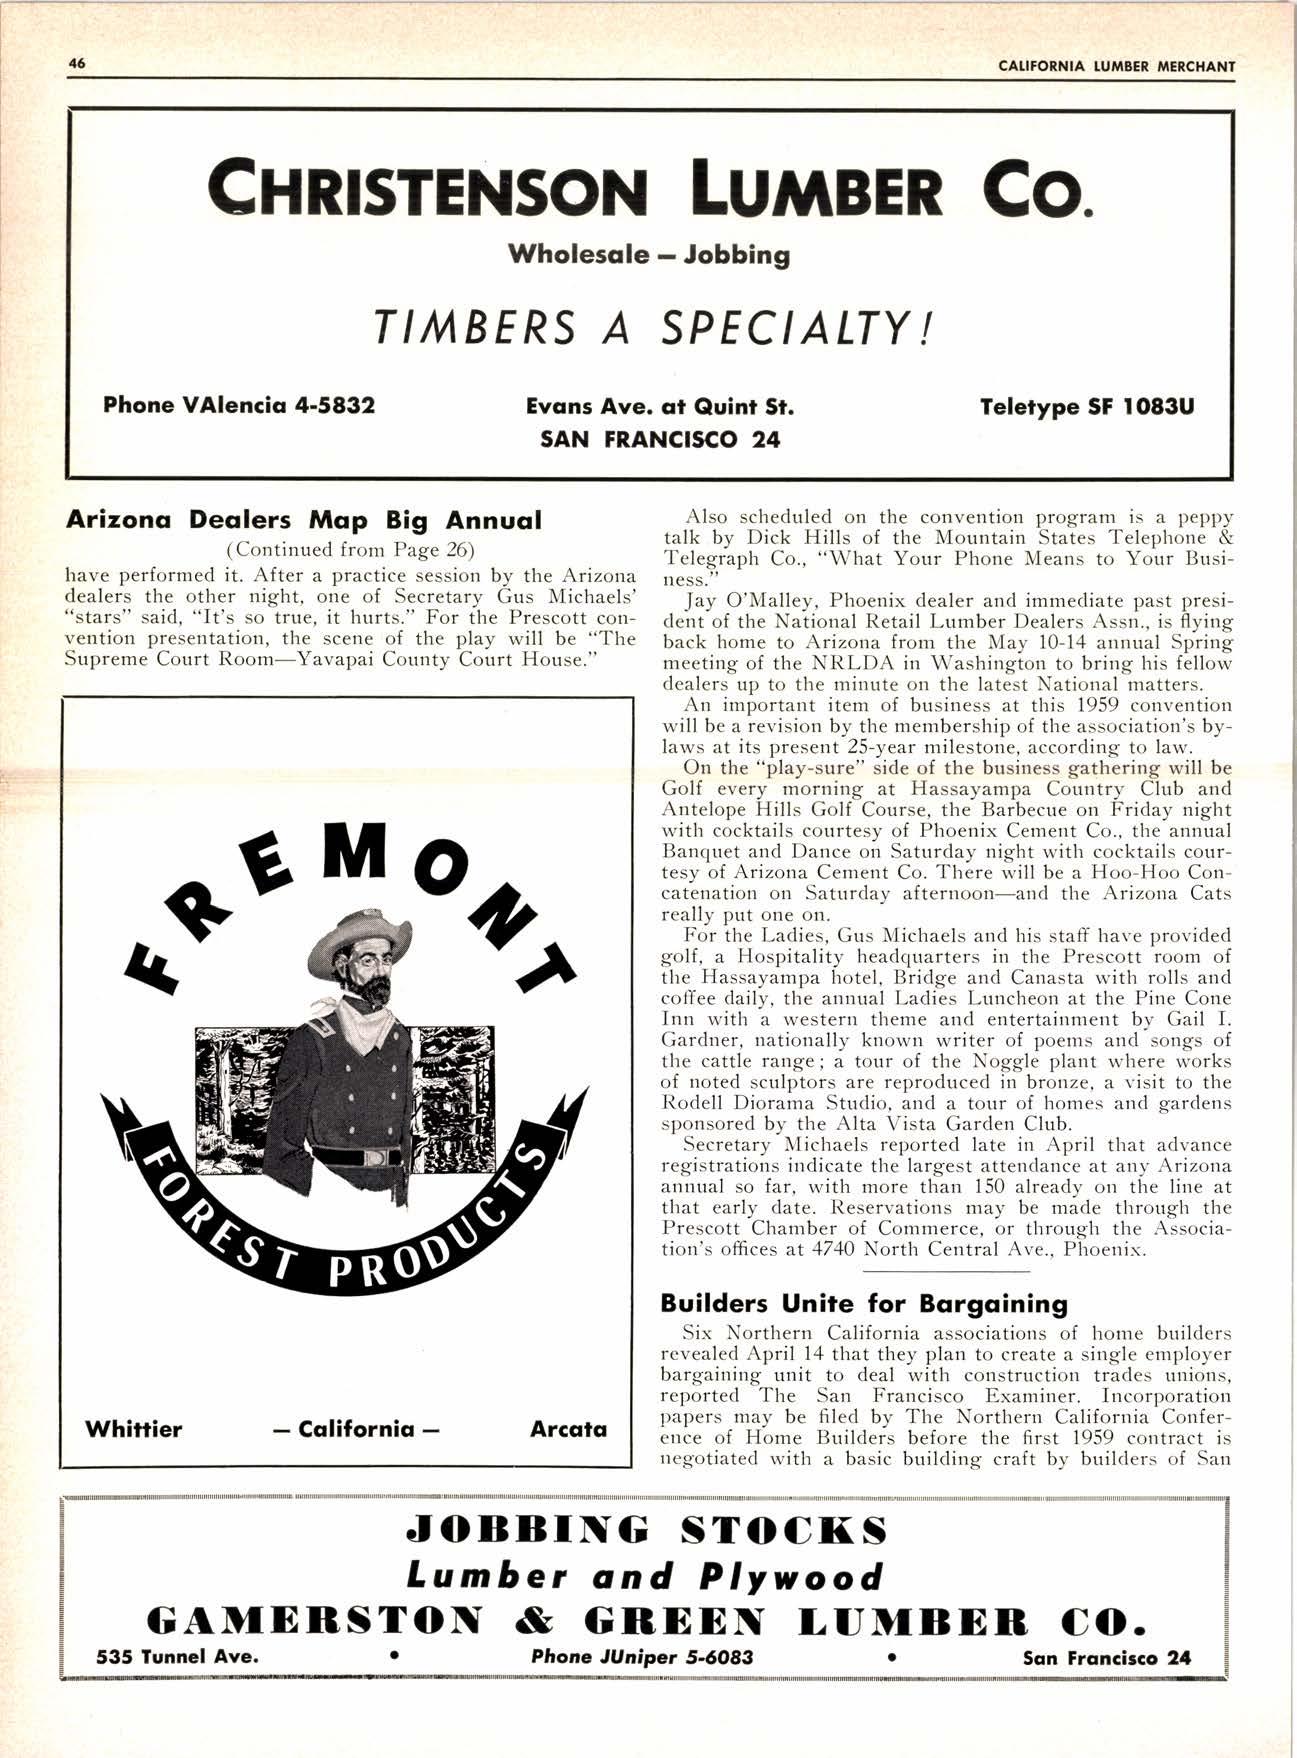 46
CALIFORNIA LUMBER MERCHANT
CHRISTENSON LUMBER CO.
Wholesale — Jobbing
TIMBERS A SPECIALTY!
Phone VAlencia 4-5832
Evans Ave. at Quint St.
Teletype SF 1083U
SAN FRANCISCO 24
Arizona Dealers Map Big Annual
(Continued from Page 26)
have performed it. After a practice session by the Arizona
dealers the other night, one of Secretary Gus Michaels'
"stars" said, "It's so true, it hurts." For the Prescott con-
vention presentation, the scene of the play will be "The
Supreme Court Room—Yavapai County Court House."
FREMONT
FOREST PRODUCTS
Whittier — California — Arcata
Also scheduled on the convention program is a peppy
talk by Dick Hills of the Mountain States Telephone &
Telegraph Co., "What Your Phone Means to Your Busi-
ness."
Jay O'Malley, Phoenix dealer and immediate past presi-
dent of the National Retail Lumber Dealers Assn., is flying
back home to Arizona from the May 10-14 annual Spring
meeting of the NRLDA in Washington to bring his fellow
dealers up to the minute on the latest National matters.
An important item of business at this 1959 convention
will be a revision by the membership of the association's by-
laws at its present 25-year milestone, according to law.
On the "play-sure" side of the business gathering will be
Golf every morning at Hassayampa Country Club and
Antelope Hills Golf Course, the Barbecue on Friday night
with cocktails courtesy of Phoenix Cement Co., the annual
Banquet and Dance on Saturday night with cocktails cour-
tesy of Arizona Cement Co. There will be a Hoo-Hoo Con-
catenation on Saturday afternoon—and the Arizona Cats
really put one on.
For the Ladies, Gus Michaels and his staff have provided
golf, a Hospitality headquarters in the Prescott room of
the Hassayampa hotel, Bridge and Canasta with rolls and
coffee daily, the annual Ladies Luncheon at the Pine Cone
Inn with a western theme and entertainment by Gail I.
Gardner, nationally known writer of poems and songs of
the cattle range; a tour of the Noggle plant where works
of noted sculptors are reproduced in bronze, a visit to the
Rodell Diorama Studio, and a tour of homes and gardens
sponsored by the Alta Vista Garden Club.
Secretary Michaels reported late in April that advance
registrations indicate the largest attendance at any Arizona
annual so far, with more than 150 already on the line at
that early date. Reservations may be made through the
Prescott Chamber of Commerce, or through the Associa-
tion's offices at 4740 North Central Ave., Phoenix.
Builders Unite for Bargaining
Six Northern California associations of home builders
revealed April 14 that they plan to create a single employer
bargaining unit to deal with construction trades unions,
reported The San Francisco Examiner. Incorporation
papers may be filed by The Northern California Confer-
ence of Home Builders before the first 1959 contract is
negotiated with a basic building craft by builders of San
JOBBING STOCKS
Lumber and Plywood
GAMERSTON & GREEN LUMBER CO.
535 Tunnel Ave. • Phone JUniper 5-6083 • San Francisco 24